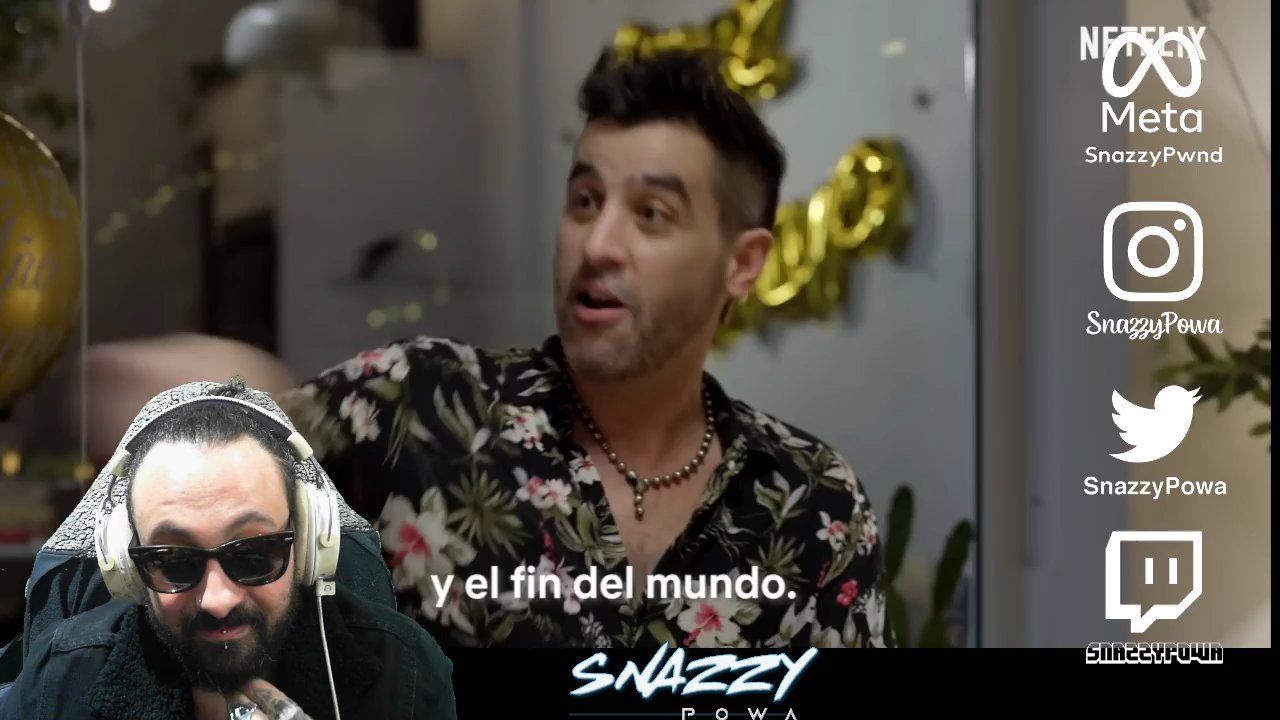 NETFLIX
Meta
SnazzyPwnd
SnazzyPowa
SnazzyPowa
SNAZZYPOWA
y el fin del mundo.
SNAZZY
POWA